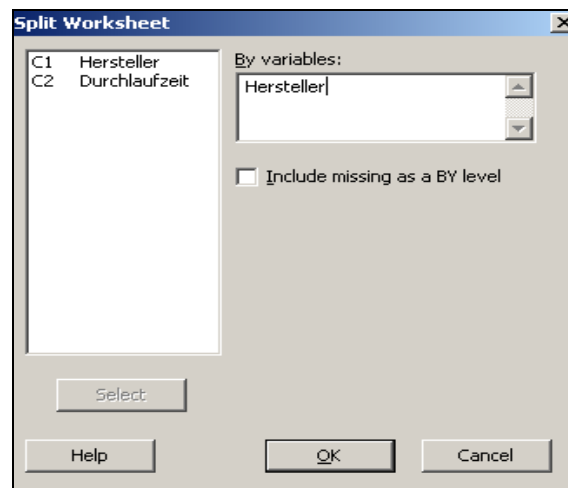 Split Worksheet
C1 Hersteller
C2 Durchlaufzeit
By variables:
Hersteller
Include missing as a BY level
Select
Help
OK
Cancel